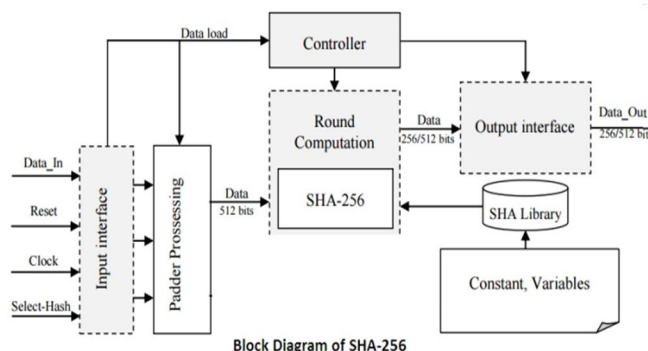 Data load
Controller
Data_In
Reset
Clock
Select-Hash
Input interface
Padder Prossessing
Data
512 bits
Round
Computation
SHA-256
Data
256/512 bits
Output interface
Data_Out
256/512 bit
SHA Library
Constant, Variables
Block Diagram of SHA-256